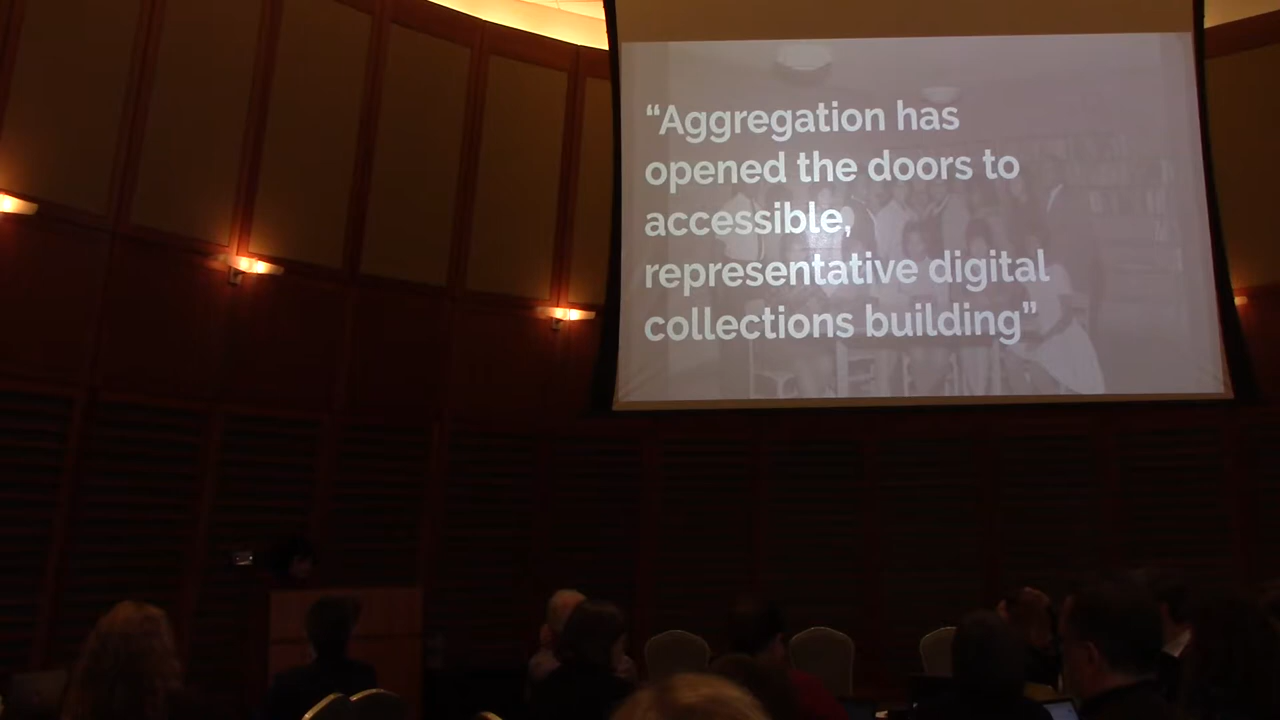 “Aggregation has
opened the doors to
accessible,
representative digital
collections building”